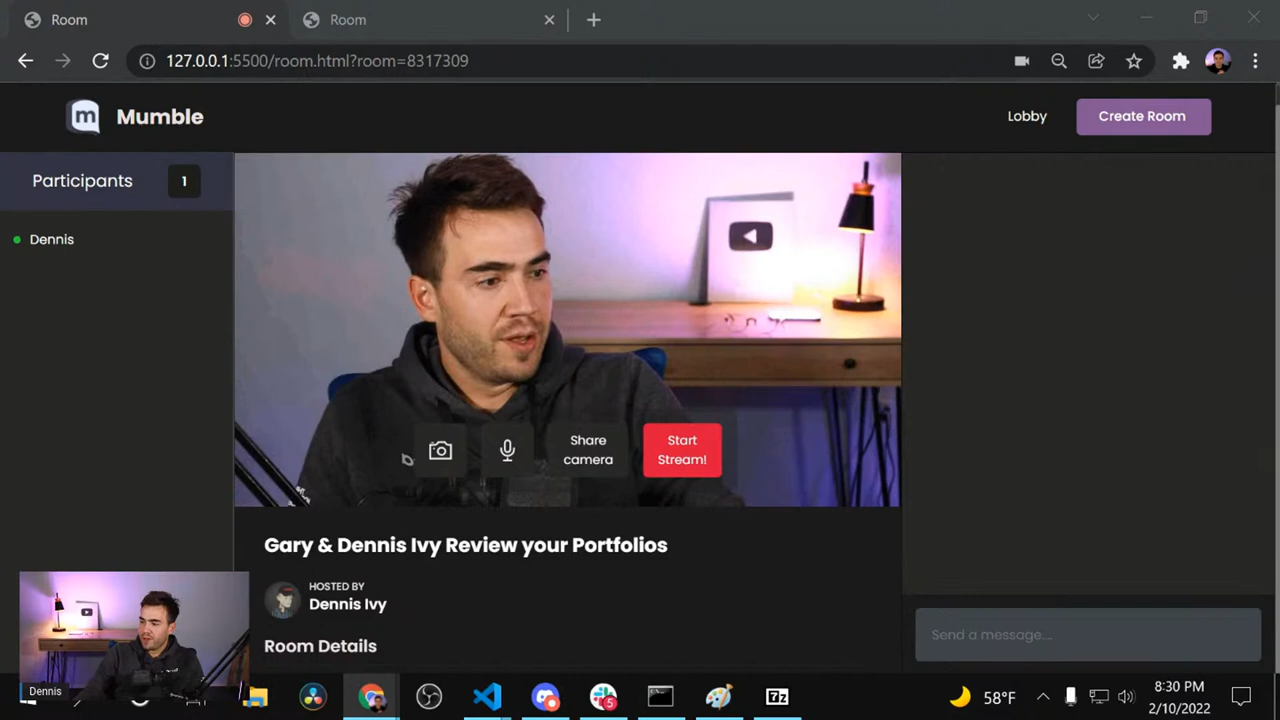 Room
Room
127.0.0.1:5500/room.html?room=8317309
m
Mumble
Lobby
Create Room
Participants
1
Dennis
Share
camera
Start
Stream!
Gary & Dennis Ivy Review your Portfolios
HOSTED BY
Dennis Ivy
Room Details
Send a message....
Dennis
5
7z
58°F
8:30 PM
2/10/2022